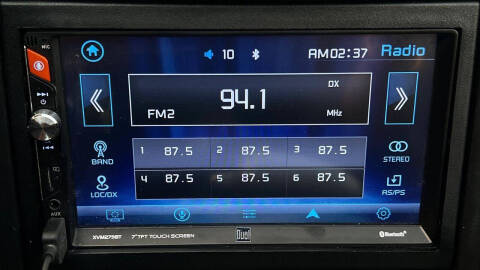 MIC
10 AM02:37 Radio
94.1
DX
FM2 MHz
BAND
1 87.5 2 87.5 3 87.5
STEREO
4 87.5 5 87.5 6 87.5
LOC/DX
AS/PS
AUX
XVM279BT 7" TFT TOUCH SCREEN Dual Bluetooth